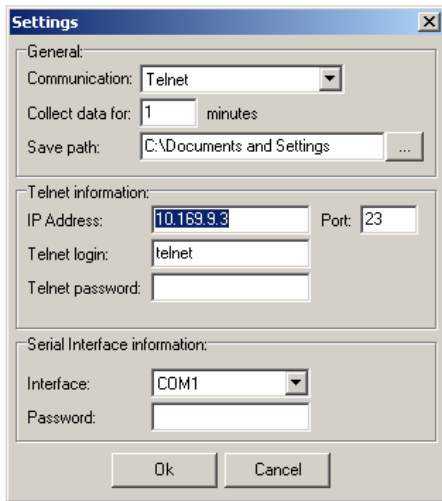 Settings
General:
Communication: Telnet
Collect data for: 1 minutes
Save path: C:\Documents and Settings ...
Telnet information:
IP Address: 10.169.9.3 Port: 23
Telnet login: telnet
Telnet password:
Serial Interface information:
Interface: COM1
Password:
Ok Cancel